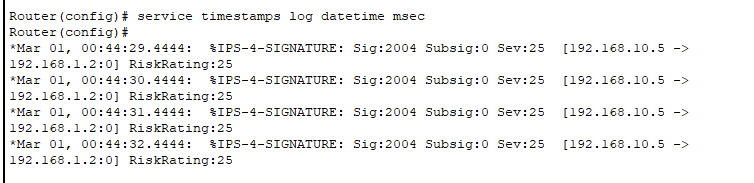 Router(config)# service timestamps log datetime msec
Router(config)#
*Mar 01, 00:44:29.4444:  %IPS-4-SIGNATURE: Sig:2004 Subsig:0 Sev:25  [192.168.10.5 ->
192.168.1.2:0] RiskRating:25
*Mar 01, 00:44:30.4444:  %IPS-4-SIGNATURE: Sig:2004 Subsig:0 Sev:25  [192.168.10.5 ->
192.168.1.2:0] RiskRating:25
*Mar 01, 00:44:31.4444:  %IPS-4-SIGNATURE: Sig:2004 Subsig:0 Sev:25  [192.168.10.5 ->
192.168.1.2:0] RiskRating:25
*Mar 01, 00:44:32.4444:  %IPS-4-SIGNATURE: Sig:2004 Subsig:0 Sev:25  [192.168.10.5 ->
192.168.1.2:0] RiskRating:25